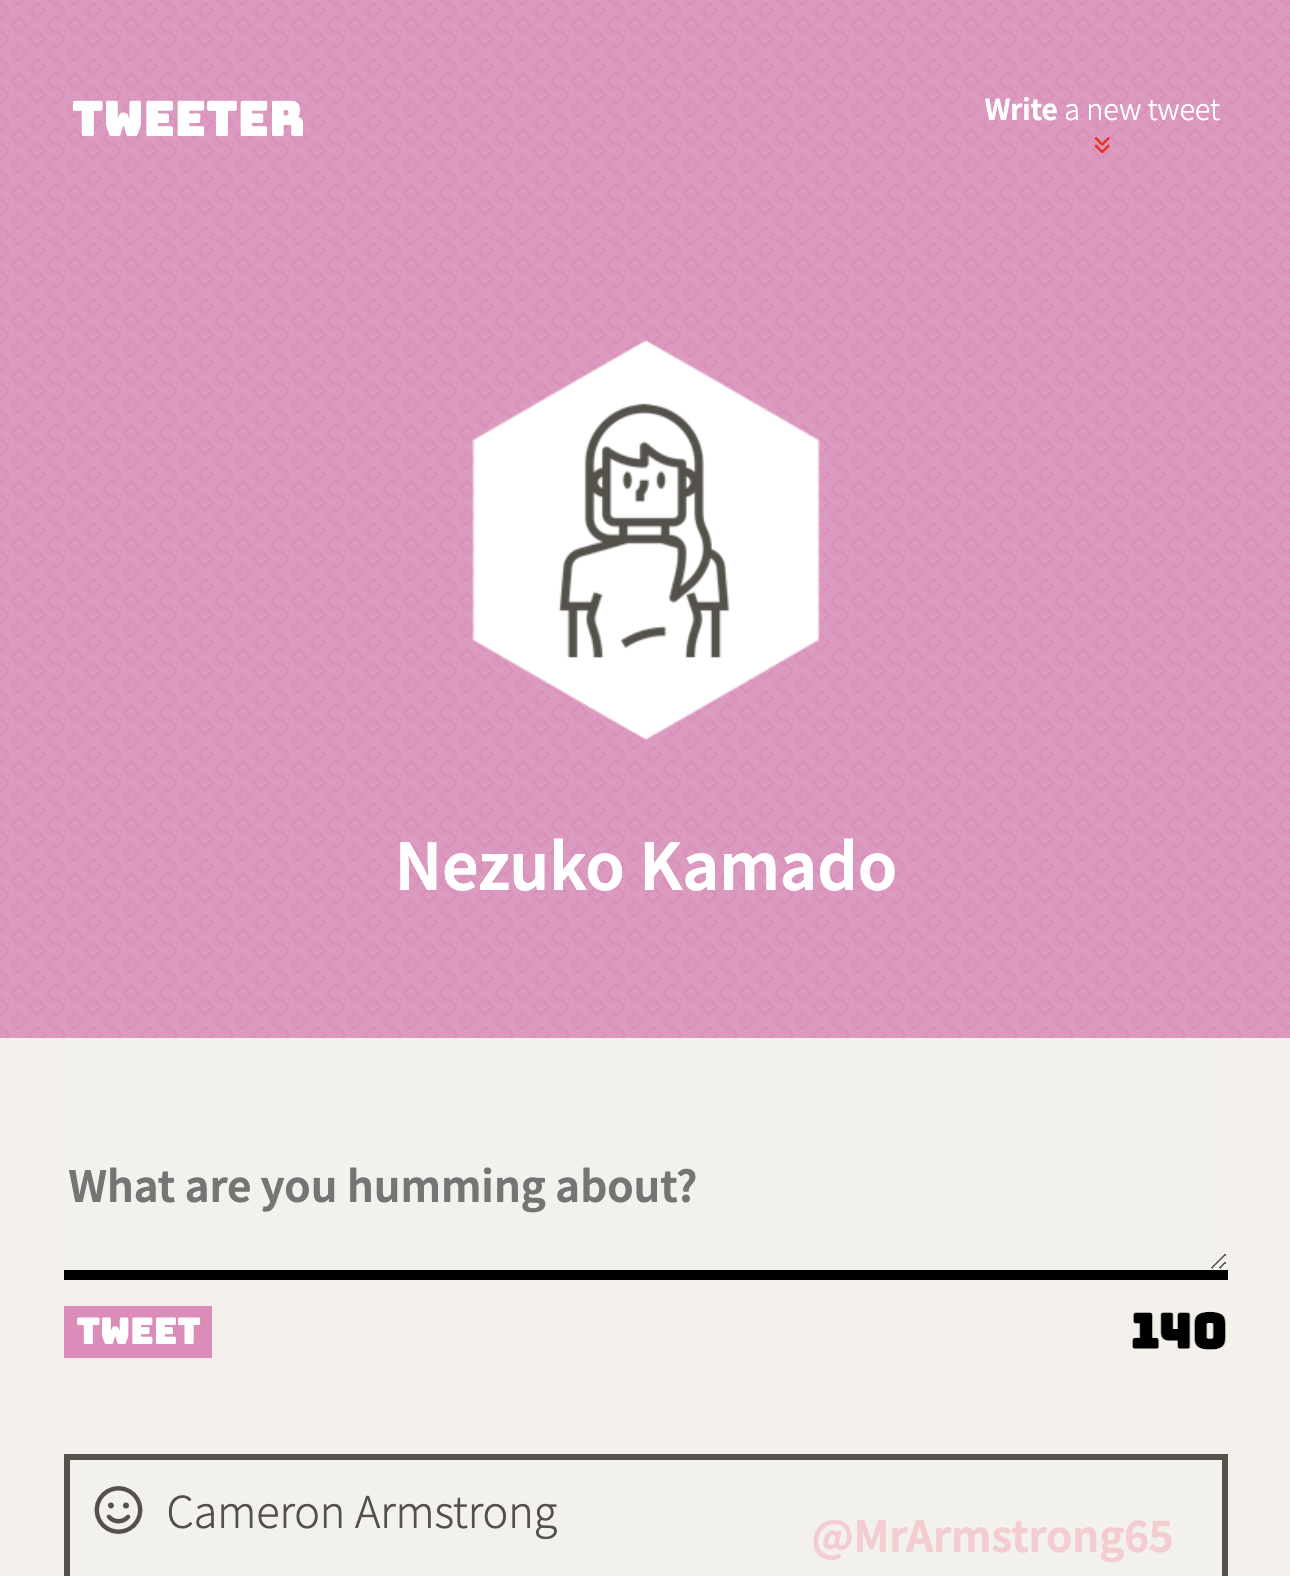 TWEETER
Write a new tweet
Nezuko Kamado
What are you humming about?
TWEET
140
Cameron Armstrong
@MrArmstrong65